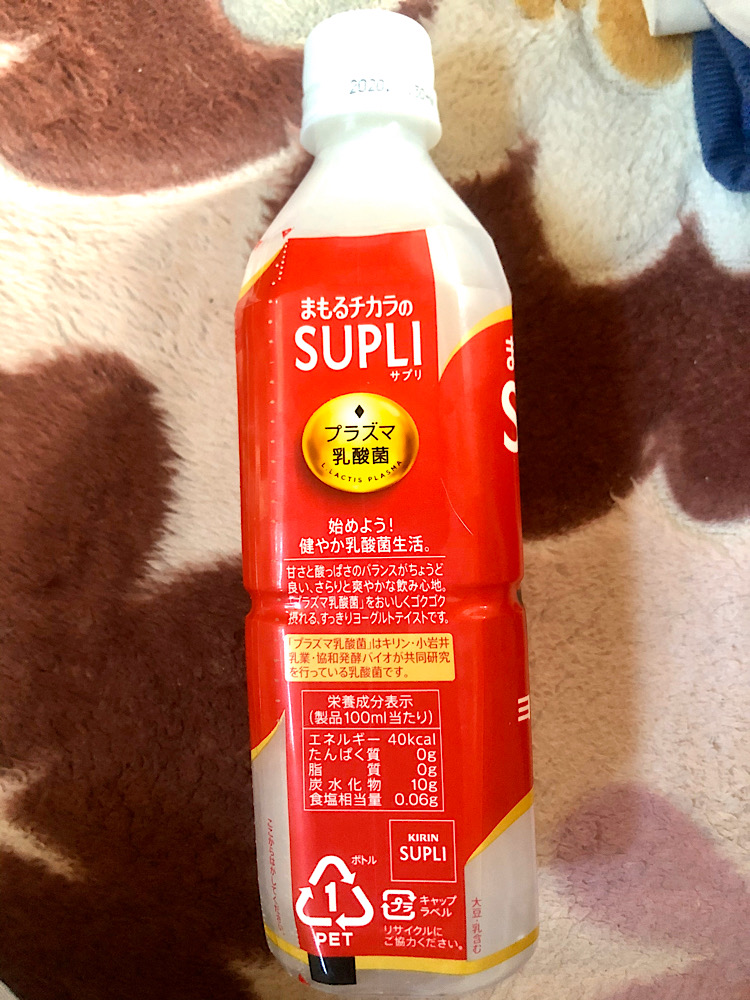 2020.
まもるチカラの
SUPLI
サプリ
プラズマ
乳酸菌
L.LACTIS PLASMA
始めよう!
健やか乳酸菌生活。
甘さと酸っぱさのバランスがちょうど
良い、さらりと爽やかな飲み心地。
「プラズマ乳酸菌」をおいしくゴクゴク
摂れる、すっきりヨーグルトテイストです。
「プラズマ乳酸菌」はキリン・小岩井
乳業・協和発酵バイオが共同研究
を行っている乳酸菌です。
栄養成分表示
(製品100ml当たり)
エネルギー 40kcal
たんぱく質 0g
脂質 0g
炭水化物 10g
食塩相当量 0.06g
KIRIN
SUPLI
ボトル
1
PET
プラ
キャップ
ラベル
リサイクルに
ご協力ください。
大豆・乳含む
ま
S
ヨ